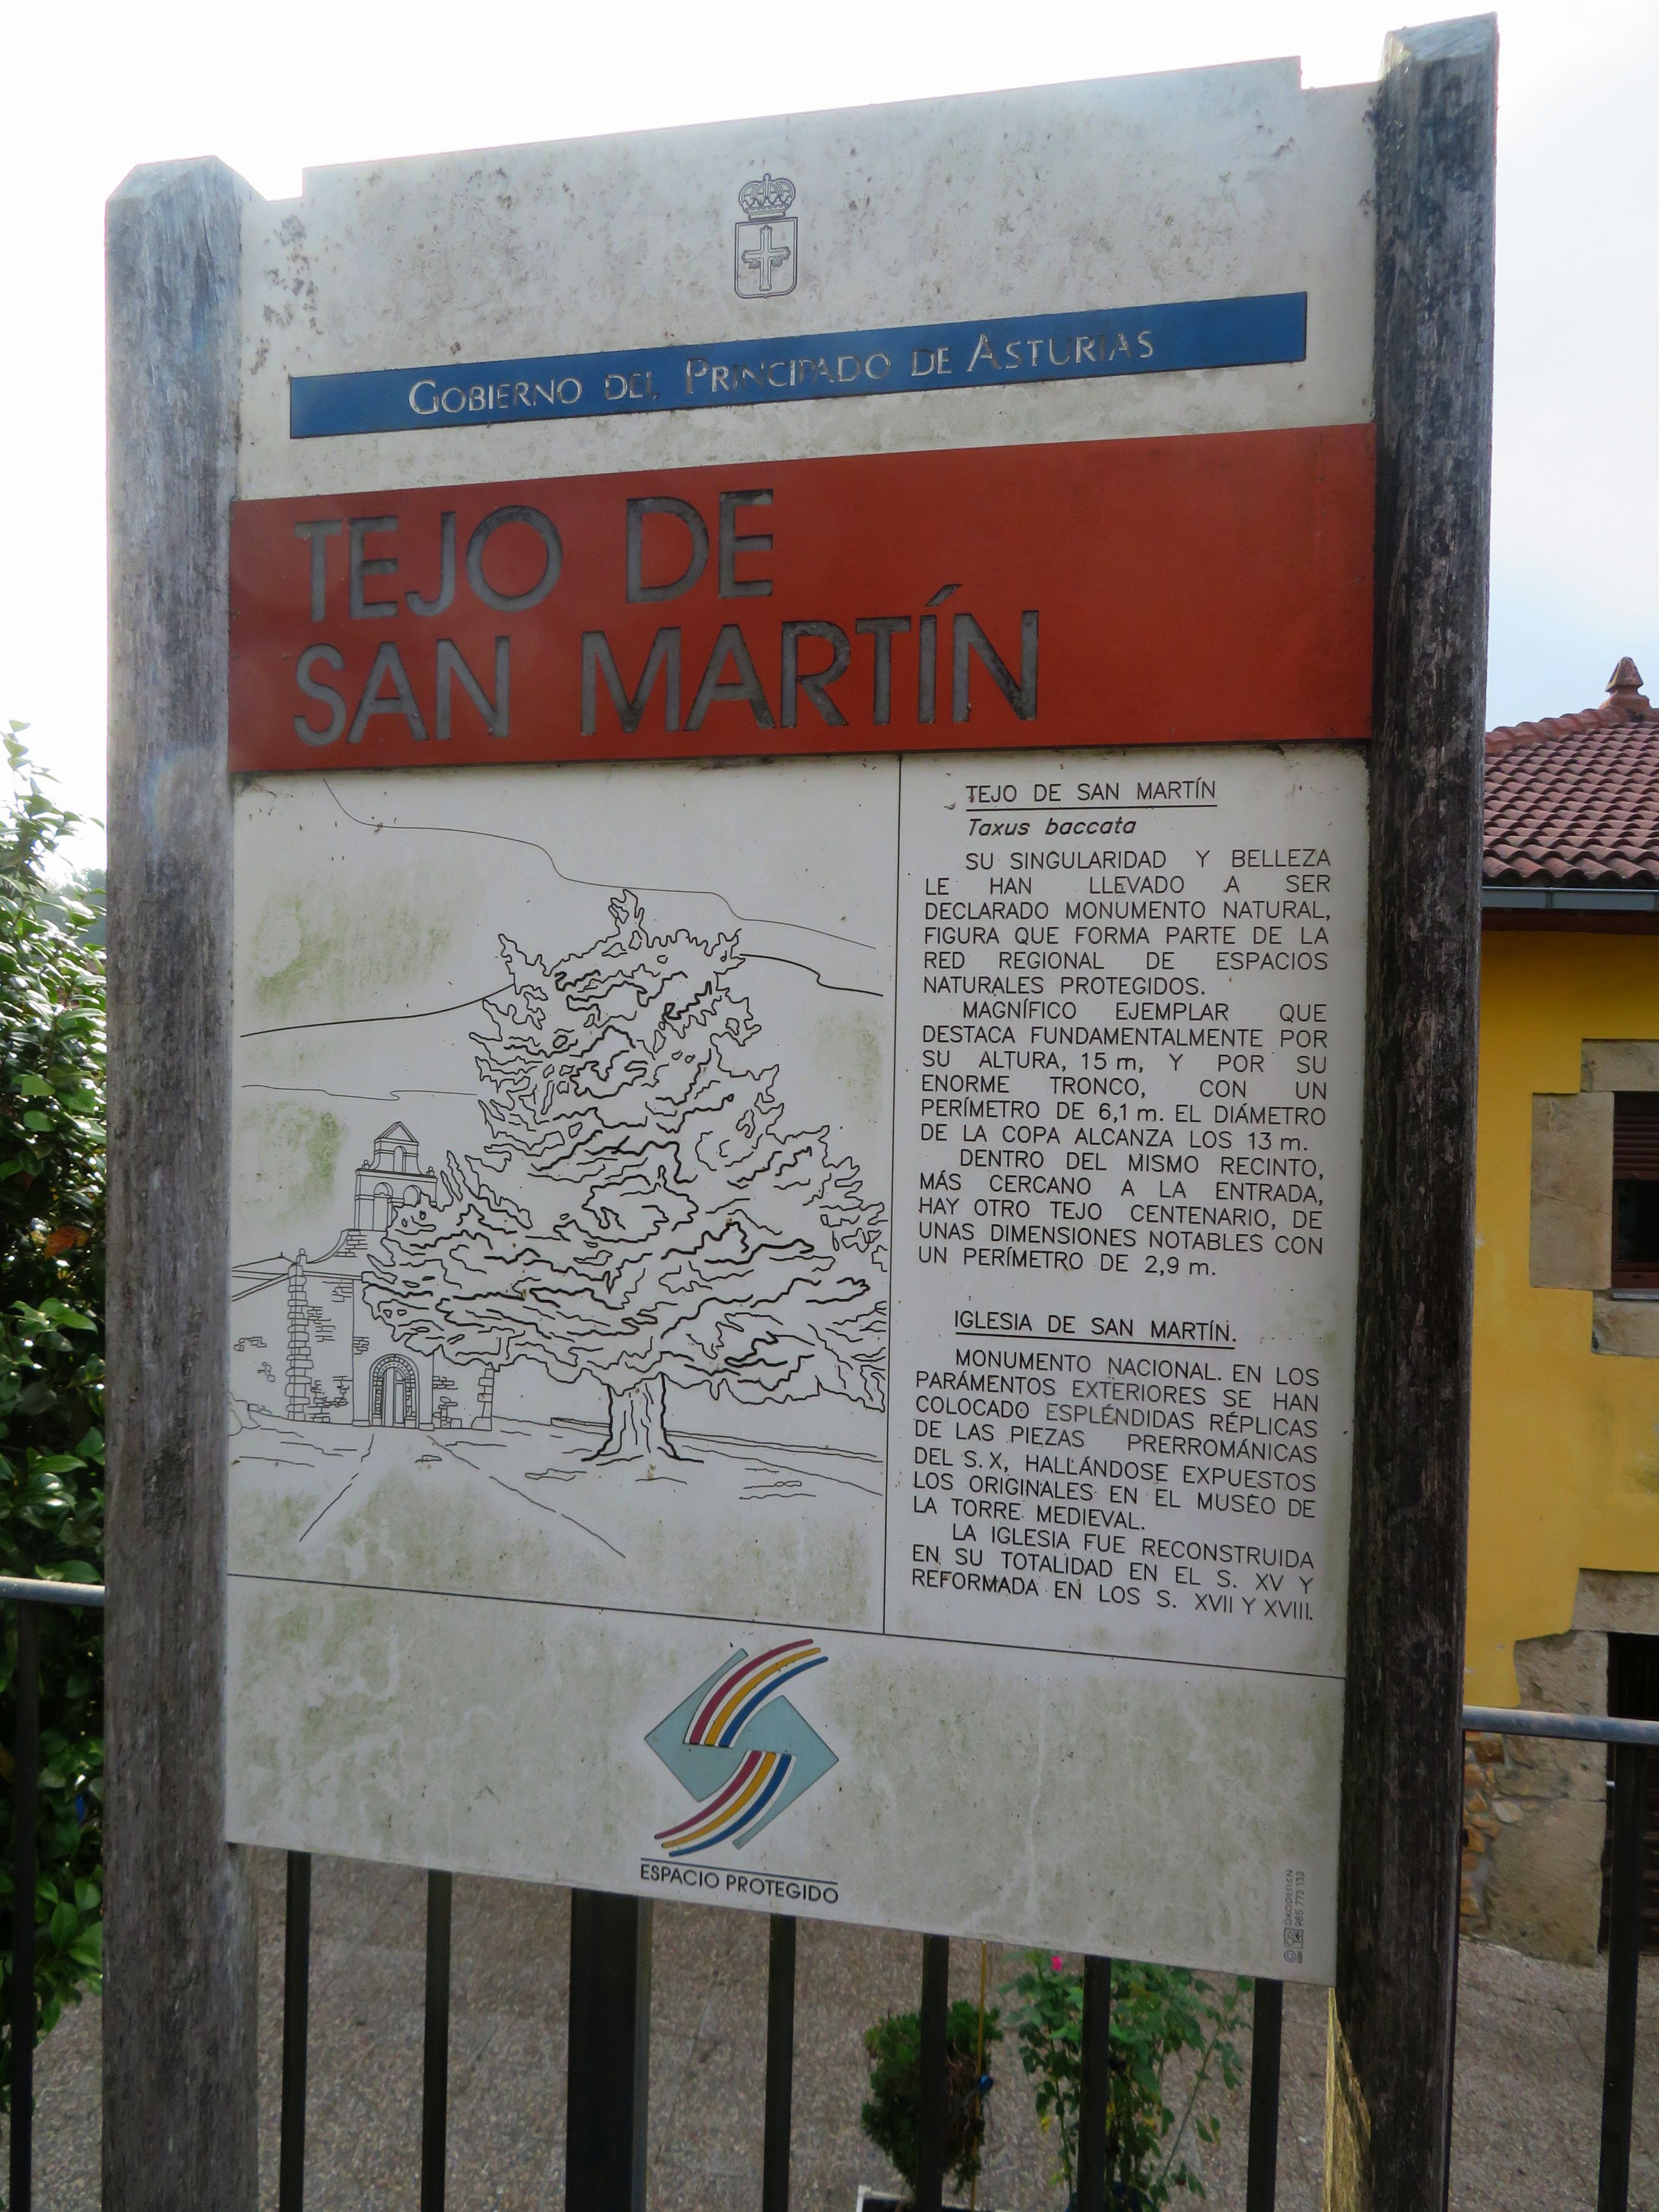 GOBIERNO DEL PRINCIPADO DE ASTURIAS
TEJO DE
SAN MARTÍN
TEJO DE SAN MARTÍN
Taxus baccata
SU SINGULARIDAD Y BELLEZA
LE HAN LLEVADO A SER
DECLARADO MONUMENTO NATURAL,
FIGURA QUE FORMA PARTE DE LA
RED REGIONAL DE ESPACIOS
NATURALES PROTEGIDOS.
MAGNÍFICO EJEMPLAR QUE
DESTACA FUNDAMENTALMENTE POR
SU ALTURA, 15 m, Y POR SU
ENORME TRONCO, CON UN
PERÍMETRO DE 6,1 m. EL DIÁMETRO
DE LA COPA ALCANZA LOS 13 m.
DENTRO DEL MISMO RECINTO,
MÁS CERCANO A LA ENTRADA,
HAY OTRO TEJO CENTENARIO, DE
UNAS DIMENSIONES NOTABLES CON
UN PERÍMETRO DE 2,9 m.
IGLESIA DE SAN MARTÍN.
MONUMENTO NACIONAL. EN LOS
PARÁMENTOS EXTERIORES SE HAN
COLOCADO ESPLÉNDIDAS RÉPLICAS
DE LAS PIEZAS PRERROMÁNICAS
DEL S. X, HALLÁNDOSE EXPUESTOS
LOS ORIGINALES EN EL MUSEO DE
LA TORRE MEDIEVAL.
LA IGLESIA FUE RECONSTRUIDA
EN SU TOTALIDAD EN EL S. XV Y
REFORMADA EN LOS S. XVII Y XVIII.
ESPACIO PROTEGIDO
ÖKODESIGN
985 773 133